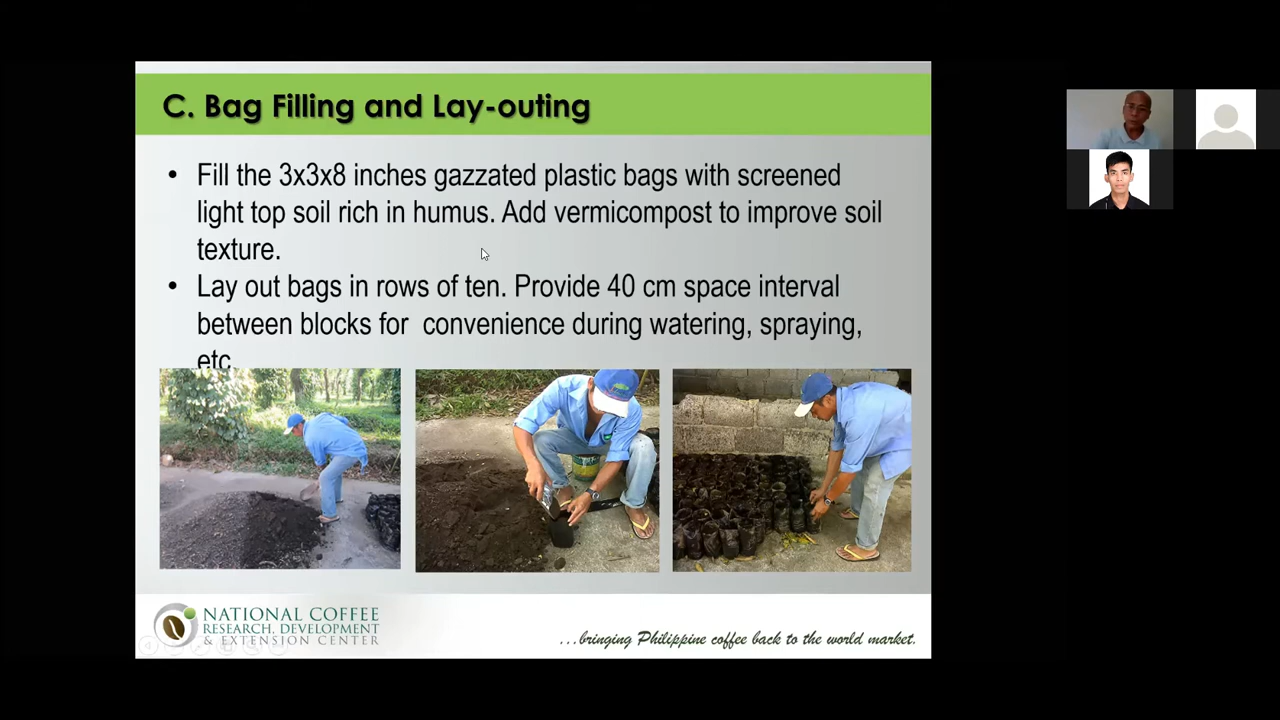 C. Bag Filling and Lay-outing
• Fill the 3x3x8 inches gazzated plastic bags with screened
light top soil rich in humus. Add vermicompost to improve soil
texture.
• Lay out bags in rows of ten. Provide 40 cm space interval
between blocks for convenience during watering, spraying,
etc.
NATIONAL COFFEE
RESEARCH, DEVELOPMENT
& EXTENSION CENTER
...bringing Philippine coffee back to the world market.